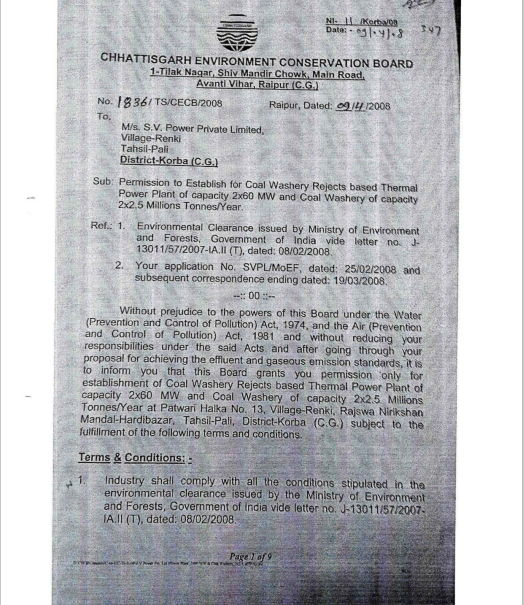 NI- 11 /Korba/09
Date:- 09/4/08
347
CHHATTISGARH ENVIRONMENT CONSERVATION BOARD
1-Tilak Nagar, Shiv Mandir Chowk, Main Road,
Avanti Vihar, Raipur (C.G.)
No. 1836/ TS/CECB/2008 Raipur, Dated: 09/4/2008
To,
M/s. S.V. Power Private Limited,
Village-Renki
Tahsil-Pali
District-Korba (C.G.)
Sub: Permission to Establish for Coal Washery Rejects based Thermal
Power Plant of capacity 2x60 MW and Coal Washery of capacity
2x2.5 Millions Tonnes/Year.
Ref.: 1. Environmental Clearance issued by Ministry of Environment
and Forests, Government of India vide letter no. J-
13011/57/2007-IA.II (T), dated: 08/02/2008.
2. Your application No. SVPL/MoEF, dated: 25/02/2008 and
subsequent correspondence ending dated: 19/03/2008.
--:: 00 ::--
Without prejudice to the powers of this Board under the Water
(Prevention and Control of Pollution) Act, 1974, and the Air (Prevention
and Control of Pollution) Act, 1981 and without reducing your
responsibilities under the said Acts and after going through your
proposal for achieving the effluent and gaseous emission standards, it is
to inform you that this Board grants you permission only for
establishment of Coal Washery Rejects based Thermal Power Plant of
capacity 2x60 MW and Coal Washery of capacity 2x2.5 Millions
Tonnes/Year at Patwari Halka No. 13, Village-Renki, Rajswa Nirikshan
Mandal-Hardibazar, Tahsil-Pali, District-Korba (C.G.) subject to the
fulfillment of the following terms and conditions.
Terms & Conditions: -
1. Industry shall comply with all the conditions stipulated in the
environmental clearance issued by the Ministry of Environment
and Forests, Government of India vide letter no. J-13011/57/2007-
IA.II (T), dated: 08/02/2008.
Page 1 of 9